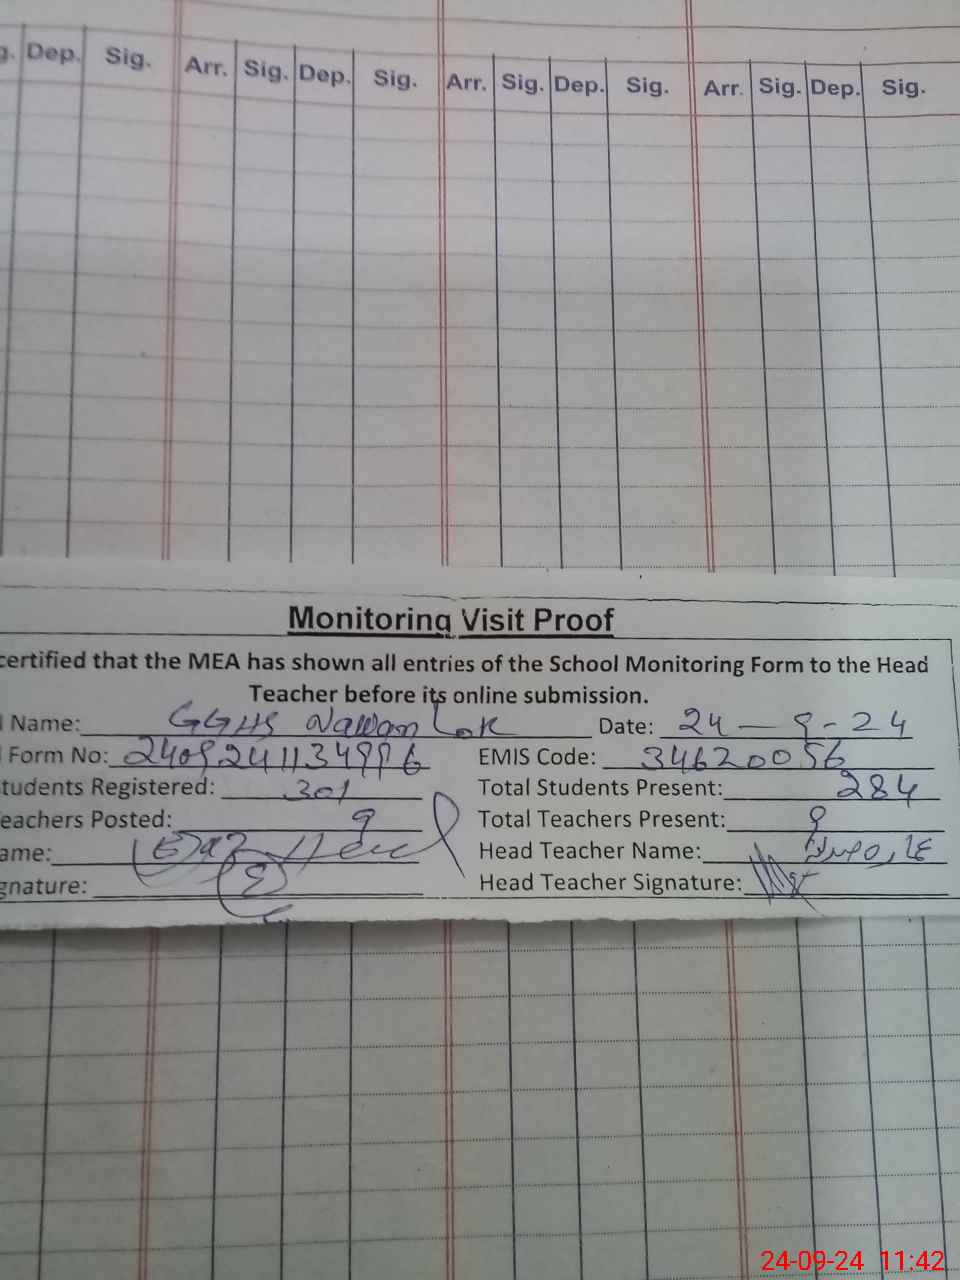 g. Dep. Sig. Arr. Sig. Dep. Sig. Arr. Sig. Dep. Sig. Arr. Sig. Dep. Sig.
Monitoring Visit Proof
certified that the MEA has shown all entries of the School Monitoring Form to the Head
Teacher before its online submission.
l Name: GGHS Nawan Lok Date: 24 - 9 - 24
Form No: EMIS Code: 34620056
tudents Registered: 301 Total Students Present: 284
eachers Posted: 9 Total Teachers Present: 9
ame: Head Teacher Name:
gnature: Head Teacher Signature:
24-09-24 11:42